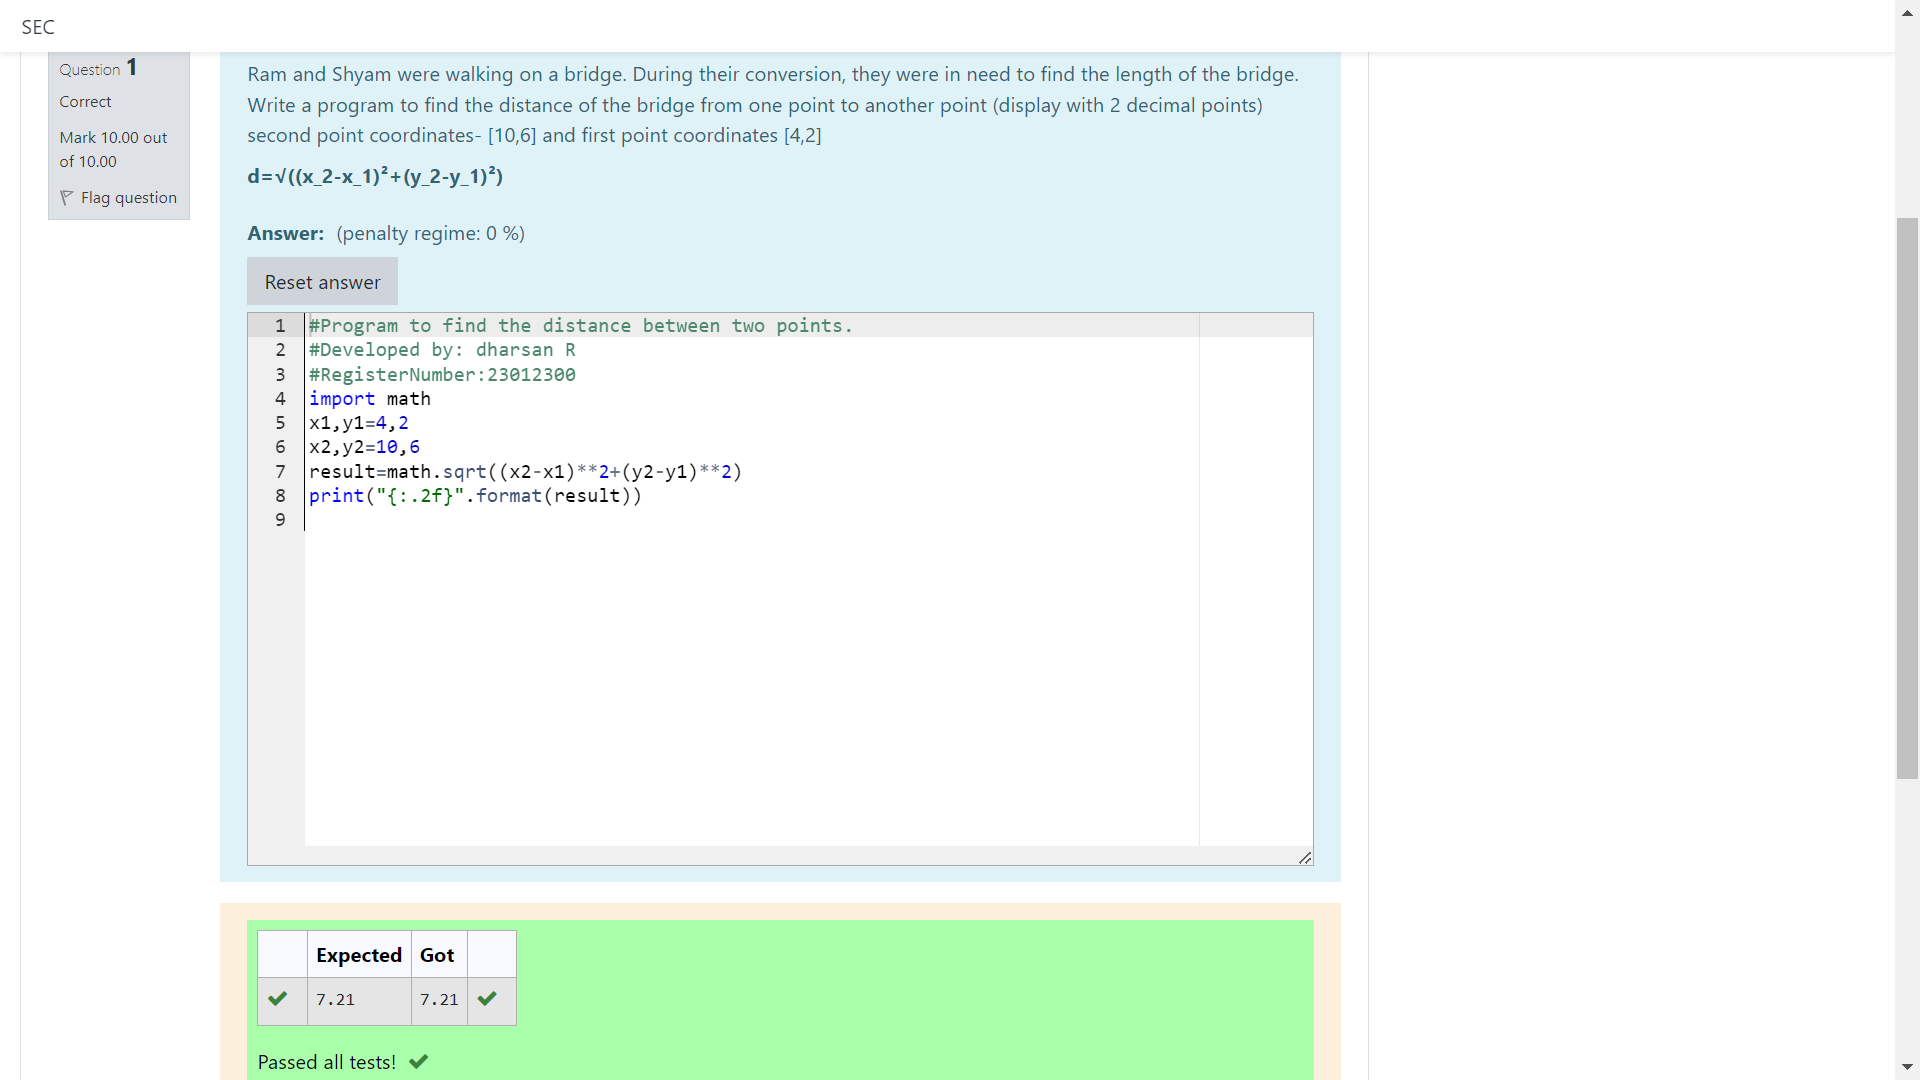 SEC
Question 1
Correct
Mark 10.00 out
of 10.00
Flag question
Ram and Shyam were walking on a bridge. During their conversion, they were in need to find the length of the bridge.
Write a program to find the distance of the bridge from one point to another point (display with 2 decimal points)
second point coordinates- [10,6] and first point coordinates [4,2]
d=√((x_2-x_1)²+(y_2-y_1)²)
Answer: (penalty regime: 0 %)
Reset answer
1 #Program to find the distance between two points.
2 #Developed by: dharsan R
3 #RegisterNumber:23012300
4 import math
5 x1,y1=4,2
6 x2,y2=10,6
7 result=math.sqrt((x2-x1)**2+(y2-y1)**2)
8 print("{:.2f}".format(result))
9
Expected Got
7.21 7.21
Passed all tests!